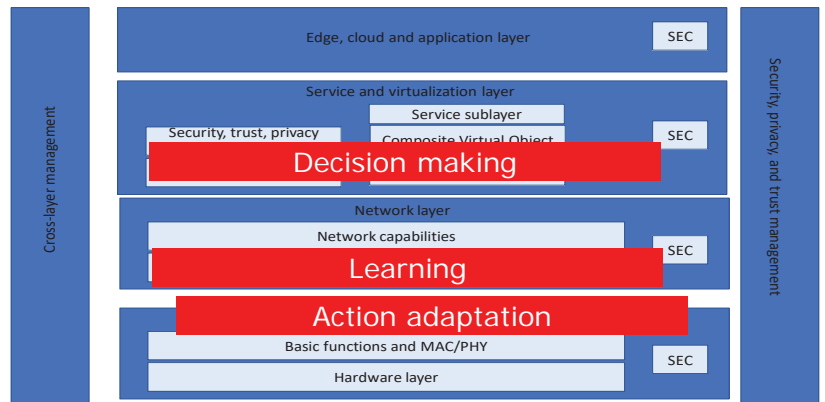 Edge, cloud and application layer
SEC
Service and virtualization layer
Service sublayer
Security, trust, privacy
Composite Virtual Object
SEC
Decision making
Network layer
Network capabilities
SEC
Learning
Action adaptation
Basic functions and MAC/PHY
SEC
Hardware layer
Cross-layer management
Security, privacy, and trust management